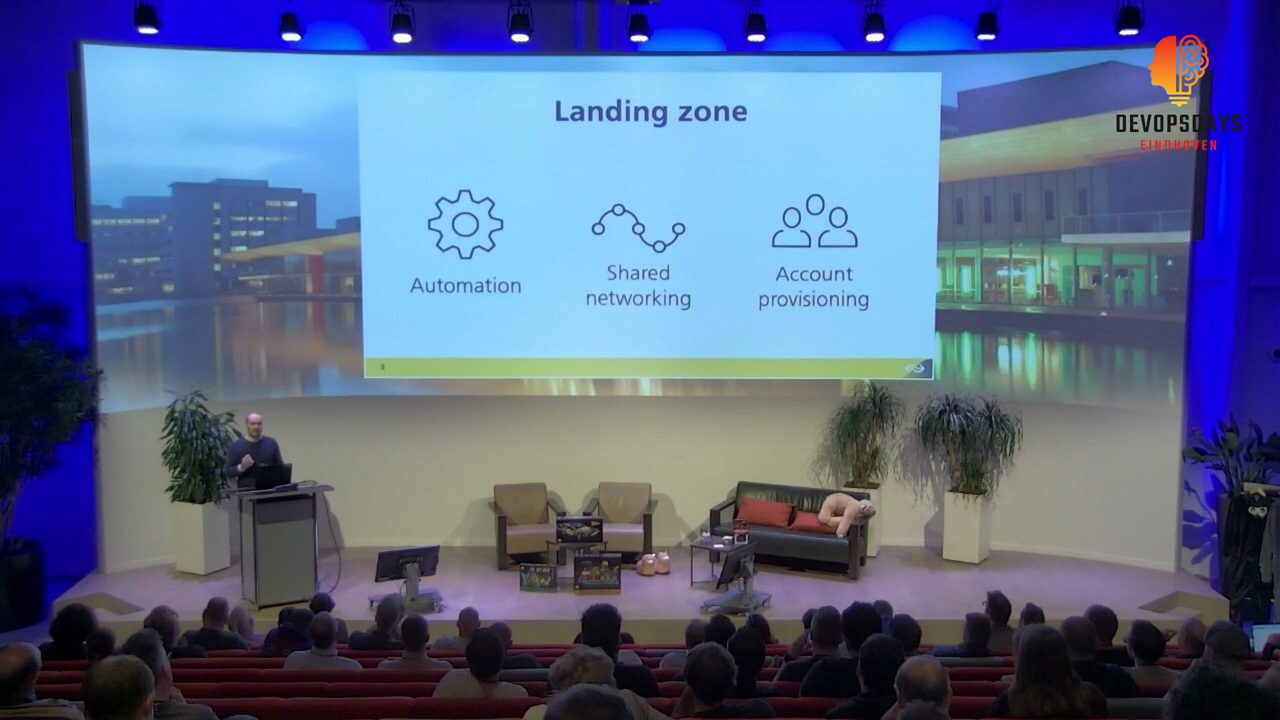 Landing zone
Automation
Shared
networking
Account
provisioning
3
DEVOPSDAYS
EINDHOVEN